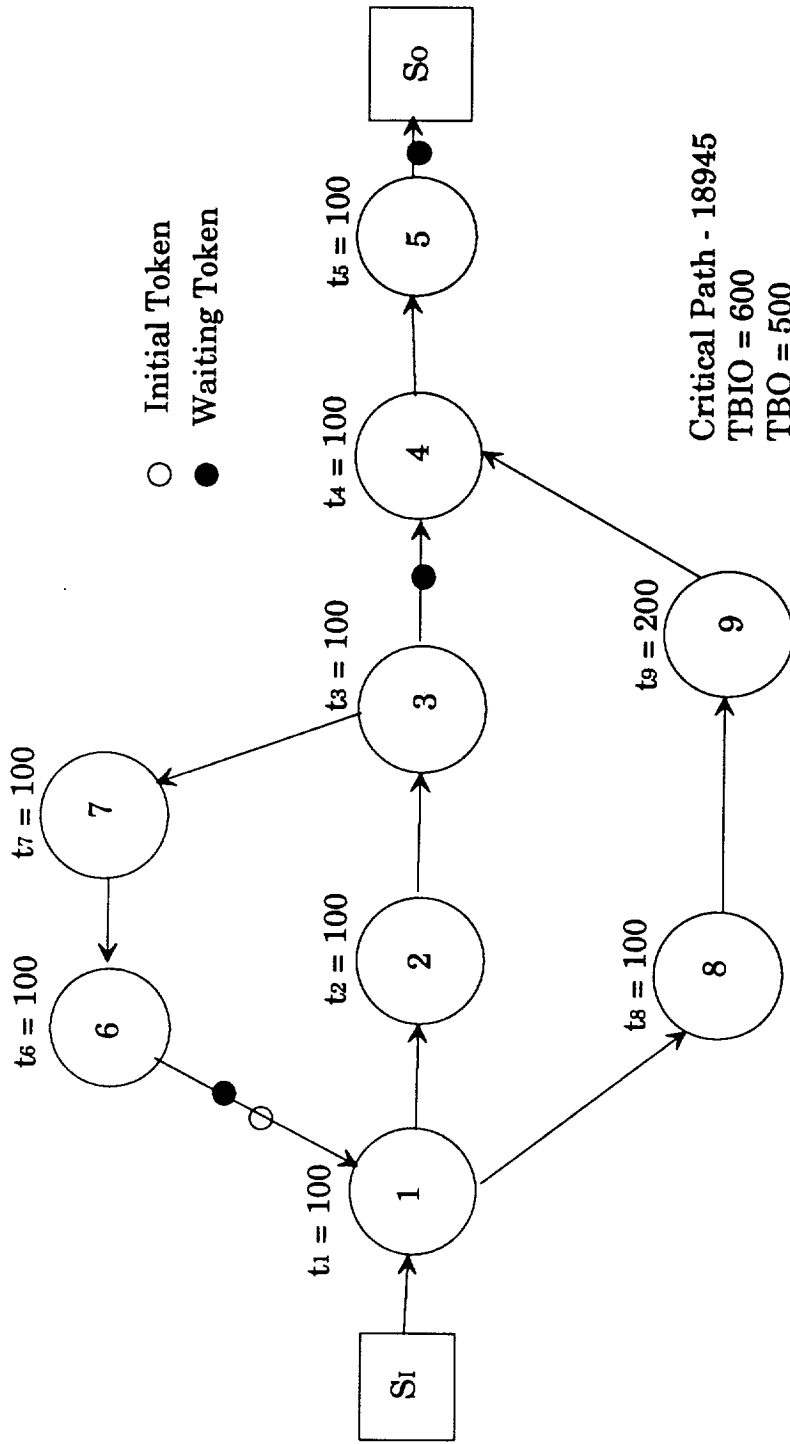 Initial Token
Waiting Token
t6 = 100
6
t7 = 100
7
SI
t1 = 100
1
t2 = 100
2
t3 = 100
3
t4 = 100
4
t5 = 100
5
SO
t8 = 100
8
t9 = 200
9
Critical Path - 18945
TBIO = 600
TBO = 500